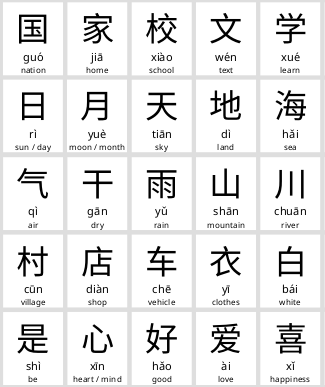 国 家 校 文 学
guó jiā xiào wén xué
nation home school text learn
日 月 天 地 海
rì yuè tiān dì hǎi
sun / day moon / month sky land sea
气 干 雨 山 川
qì gān yǔ shān chuān
air dry rain mountain river
村 店 车 衣 白
cūn diàn chē yī bái
village shop vehicle clothes white
是 心 好 爱 喜
shì xīn hǎo ài xǐ
be heart / mind good love happiness